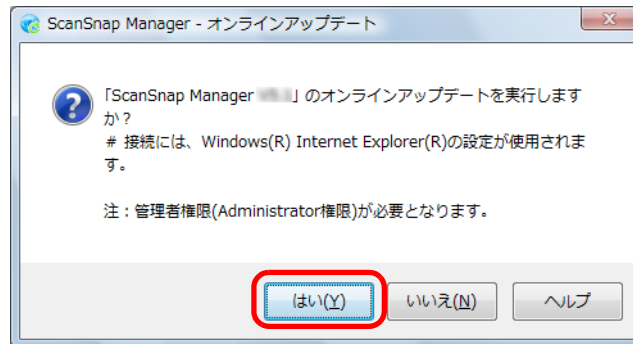 ScanSnap Manager - オンラインアップデート
「ScanSnap Manager 」のオンラインアップデートを実行します
か？
# 接続には、Windows(R) Internet Explorer(R)の設定が使用されま
す。
注：管理者権限(Administrator権限)が必要となります。
はい(Y) いいえ(N) ヘルプ